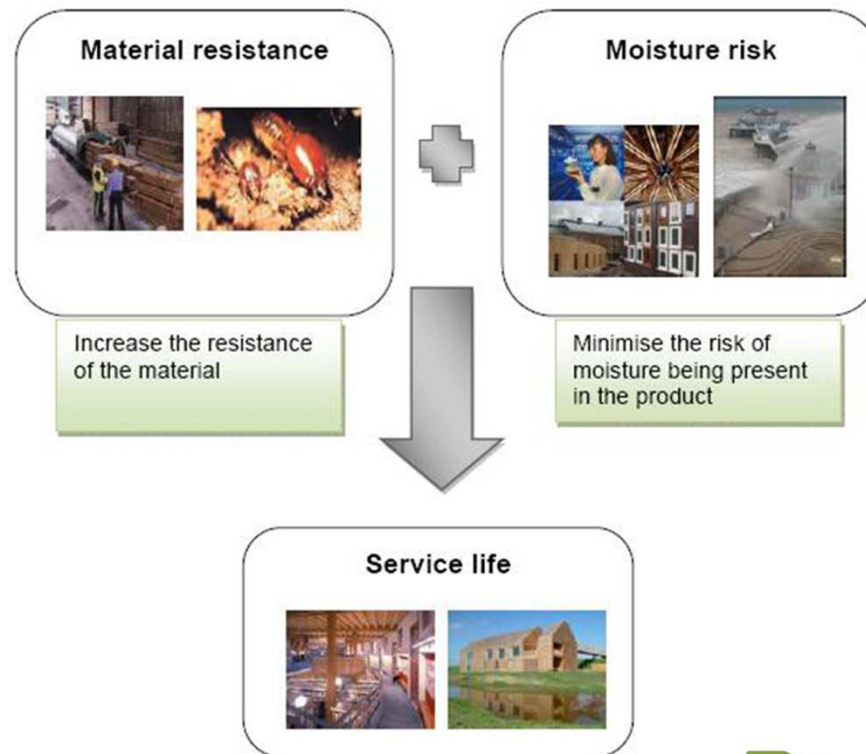 Material resistance
Moisture risk
Increase the resistance
of the material
Minimise the risk of
moisture being present
in the product
Service life